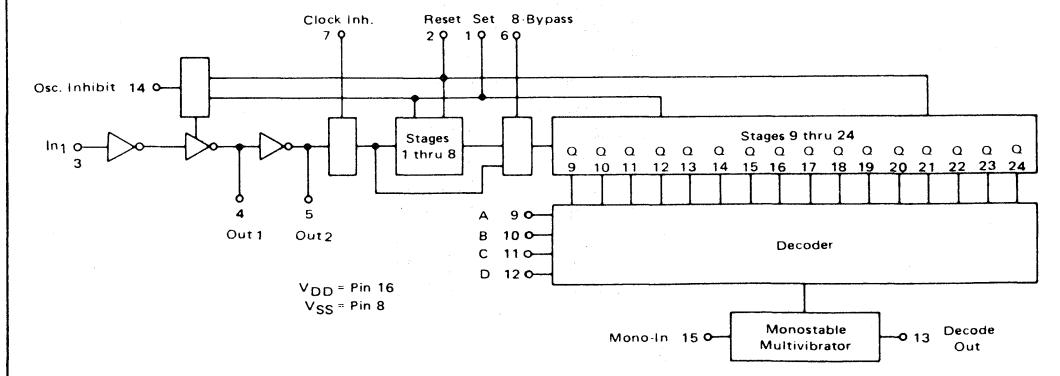 Clock Inh.
7
Reset
2
Set
1
8-Bypass
6
Osc. Inhibit 14
In1
3
Stages
1 thru 8
Stages 9 thru 24
Q Q Q Q Q Q Q Q Q Q Q Q Q Q Q Q
9 10 11 12 13 14 15 16 17 18 19 20 21 22 23 24
4
Out 1
5
Out 2
A 9
B 10
C 11
D 12
Decoder
VDD = Pin 16
VSS = Pin 8
Mono-In 15
Monostable
Multivibrator
13 Decode
Out